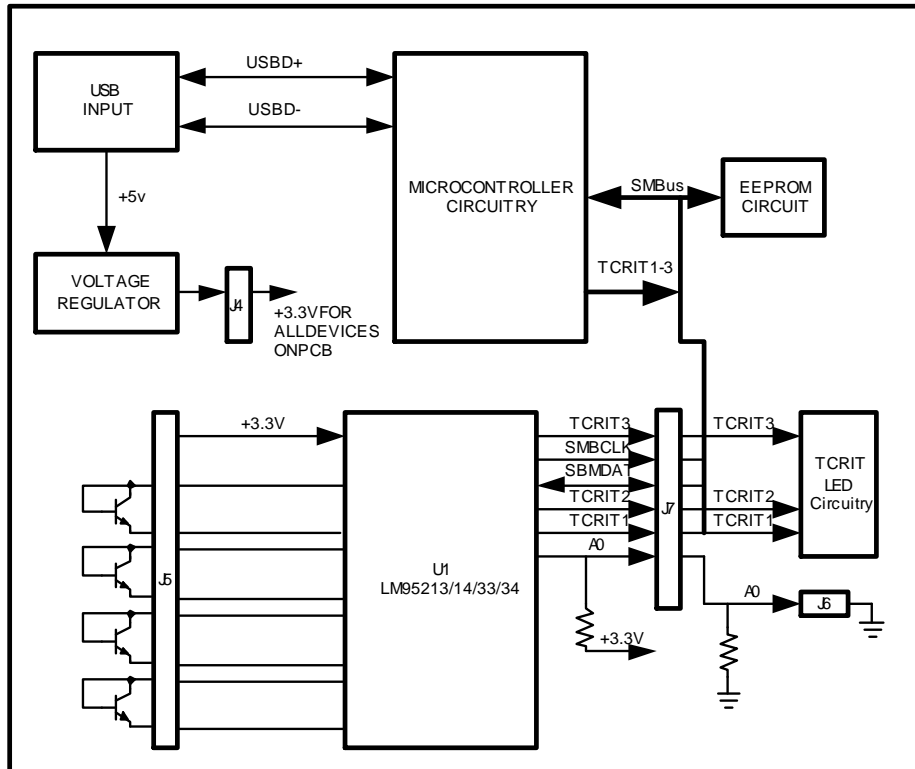 USBD+
USB
INPUT
USBD-
MICROCONTROLLER
CIRCUITRY
SMBus
EEPROM
CIRCUIT
+5v
TCRIT1-3
VOLTAGE
REGULATOR
J4
+3.3VFOR
ALLDEVICES
ONPCB
+3.3V
TCRIT3
TCRIT3
SMBCLK
SBMDAT
TCRIT2
TCRIT2
TCRIT1
TCRIT1
TCRIT
LED
Circuitry
J5
J7
U1
LM95213/14/33/34
A0
A0
J6
+3.3V